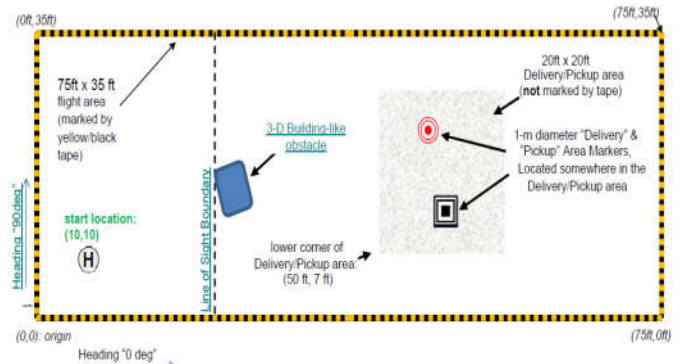 (0ft,35ft)
(75ft,35ft)
75ft x 35 ft
flight area
(marked by
yellow/black
tape)
3-D Building-like
obstacle
20ft x 20ft
Delivery/Pickup area
(not marked by tape)
1-m diameter "Delivery" &
"Pickup" Area Markers,
Located somewhere in the
Delivery/Pickup area
Heading "90deg"
start location:
(10,10)
H
Line of Sight Boundary
lower corner of
Delivery/Pickup area:
(50 ft, 7 ft)
(0,0): origin
(75ft,0ft)
Heading "0 deg"